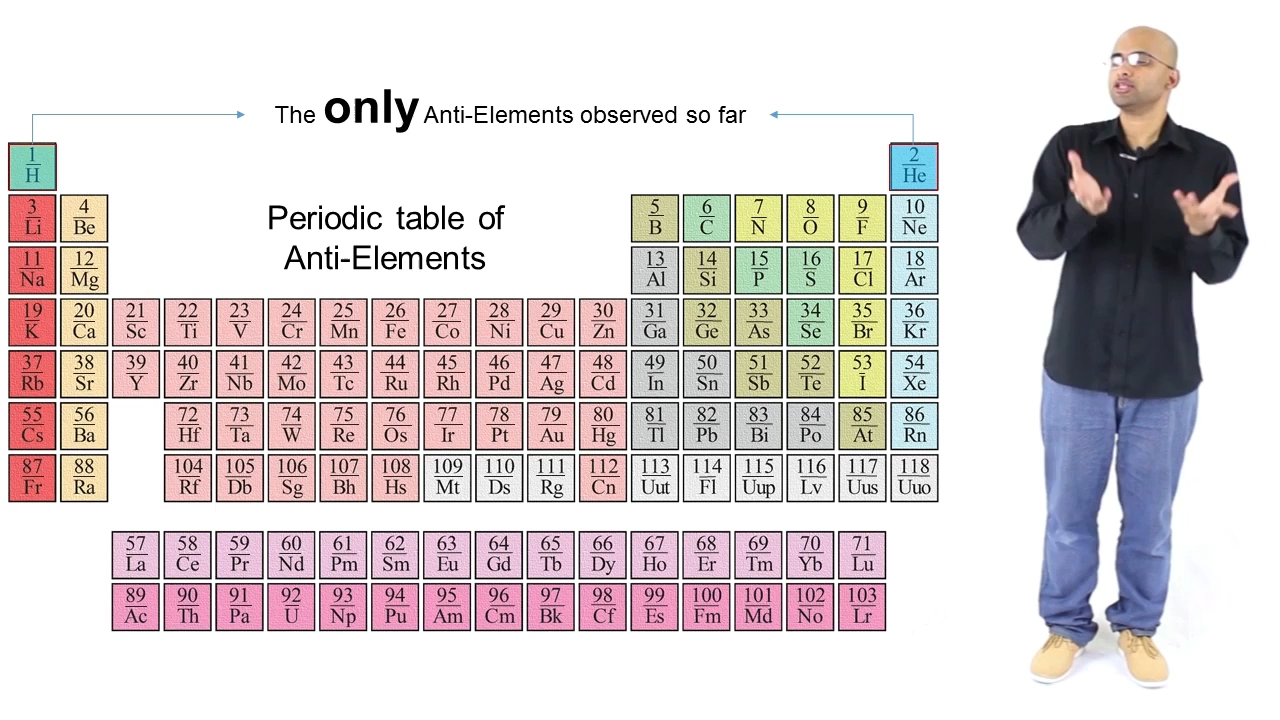 The only Anti-Elements observed so far
1 2
H He
Periodic table of
Anti-Elements
3 4 5 6 7 8 9 10
Li Be B C N O F Ne
11 12 13 14 15 16 17 18
Na Mg Al Si P S Cl Ar
19 20 21 22 23 24 25 26 27 28 29 30 31 32 33 34 35 36
K Ca Sc Ti V Cr Mn Fe Co Ni Cu Zn Ga Ge As Se Br Kr
37 38 39 40 41 42 43 44 45 46 47 48 49 50 51 52 53 54
Rb Sr Y Zr Nb Mo Tc Ru Rh Pd Ag Cd In Sn Sb Te I Xe
55 56 72 73 74 75 76 77 78 79 80 81 82 83 84 85 86
Cs Ba Hf Ta W Re Os Ir Pt Au Hg Tl Pb Bi Po At Rn
87 88 104 105 106 107 108 109 110 111 112 113 114 115 116 117 118
Fr Ra Rf Db Sg Bh Hs Mt Ds Rg Cn Uut Fl Uup Lv Uus Uuo
57 58 59 60 61 62 63 64 65 66 67 68 69 70 71
La Ce Pr Nd Pm Sm Eu Gd Tb Dy Ho Er Tm Yb Lu
89 90 91 92 93 94 95 96 97 98 99 100 101 102 103
Ac Th Pa U Np Pu Am Cm Bk Cf Es Fm Md No Lr